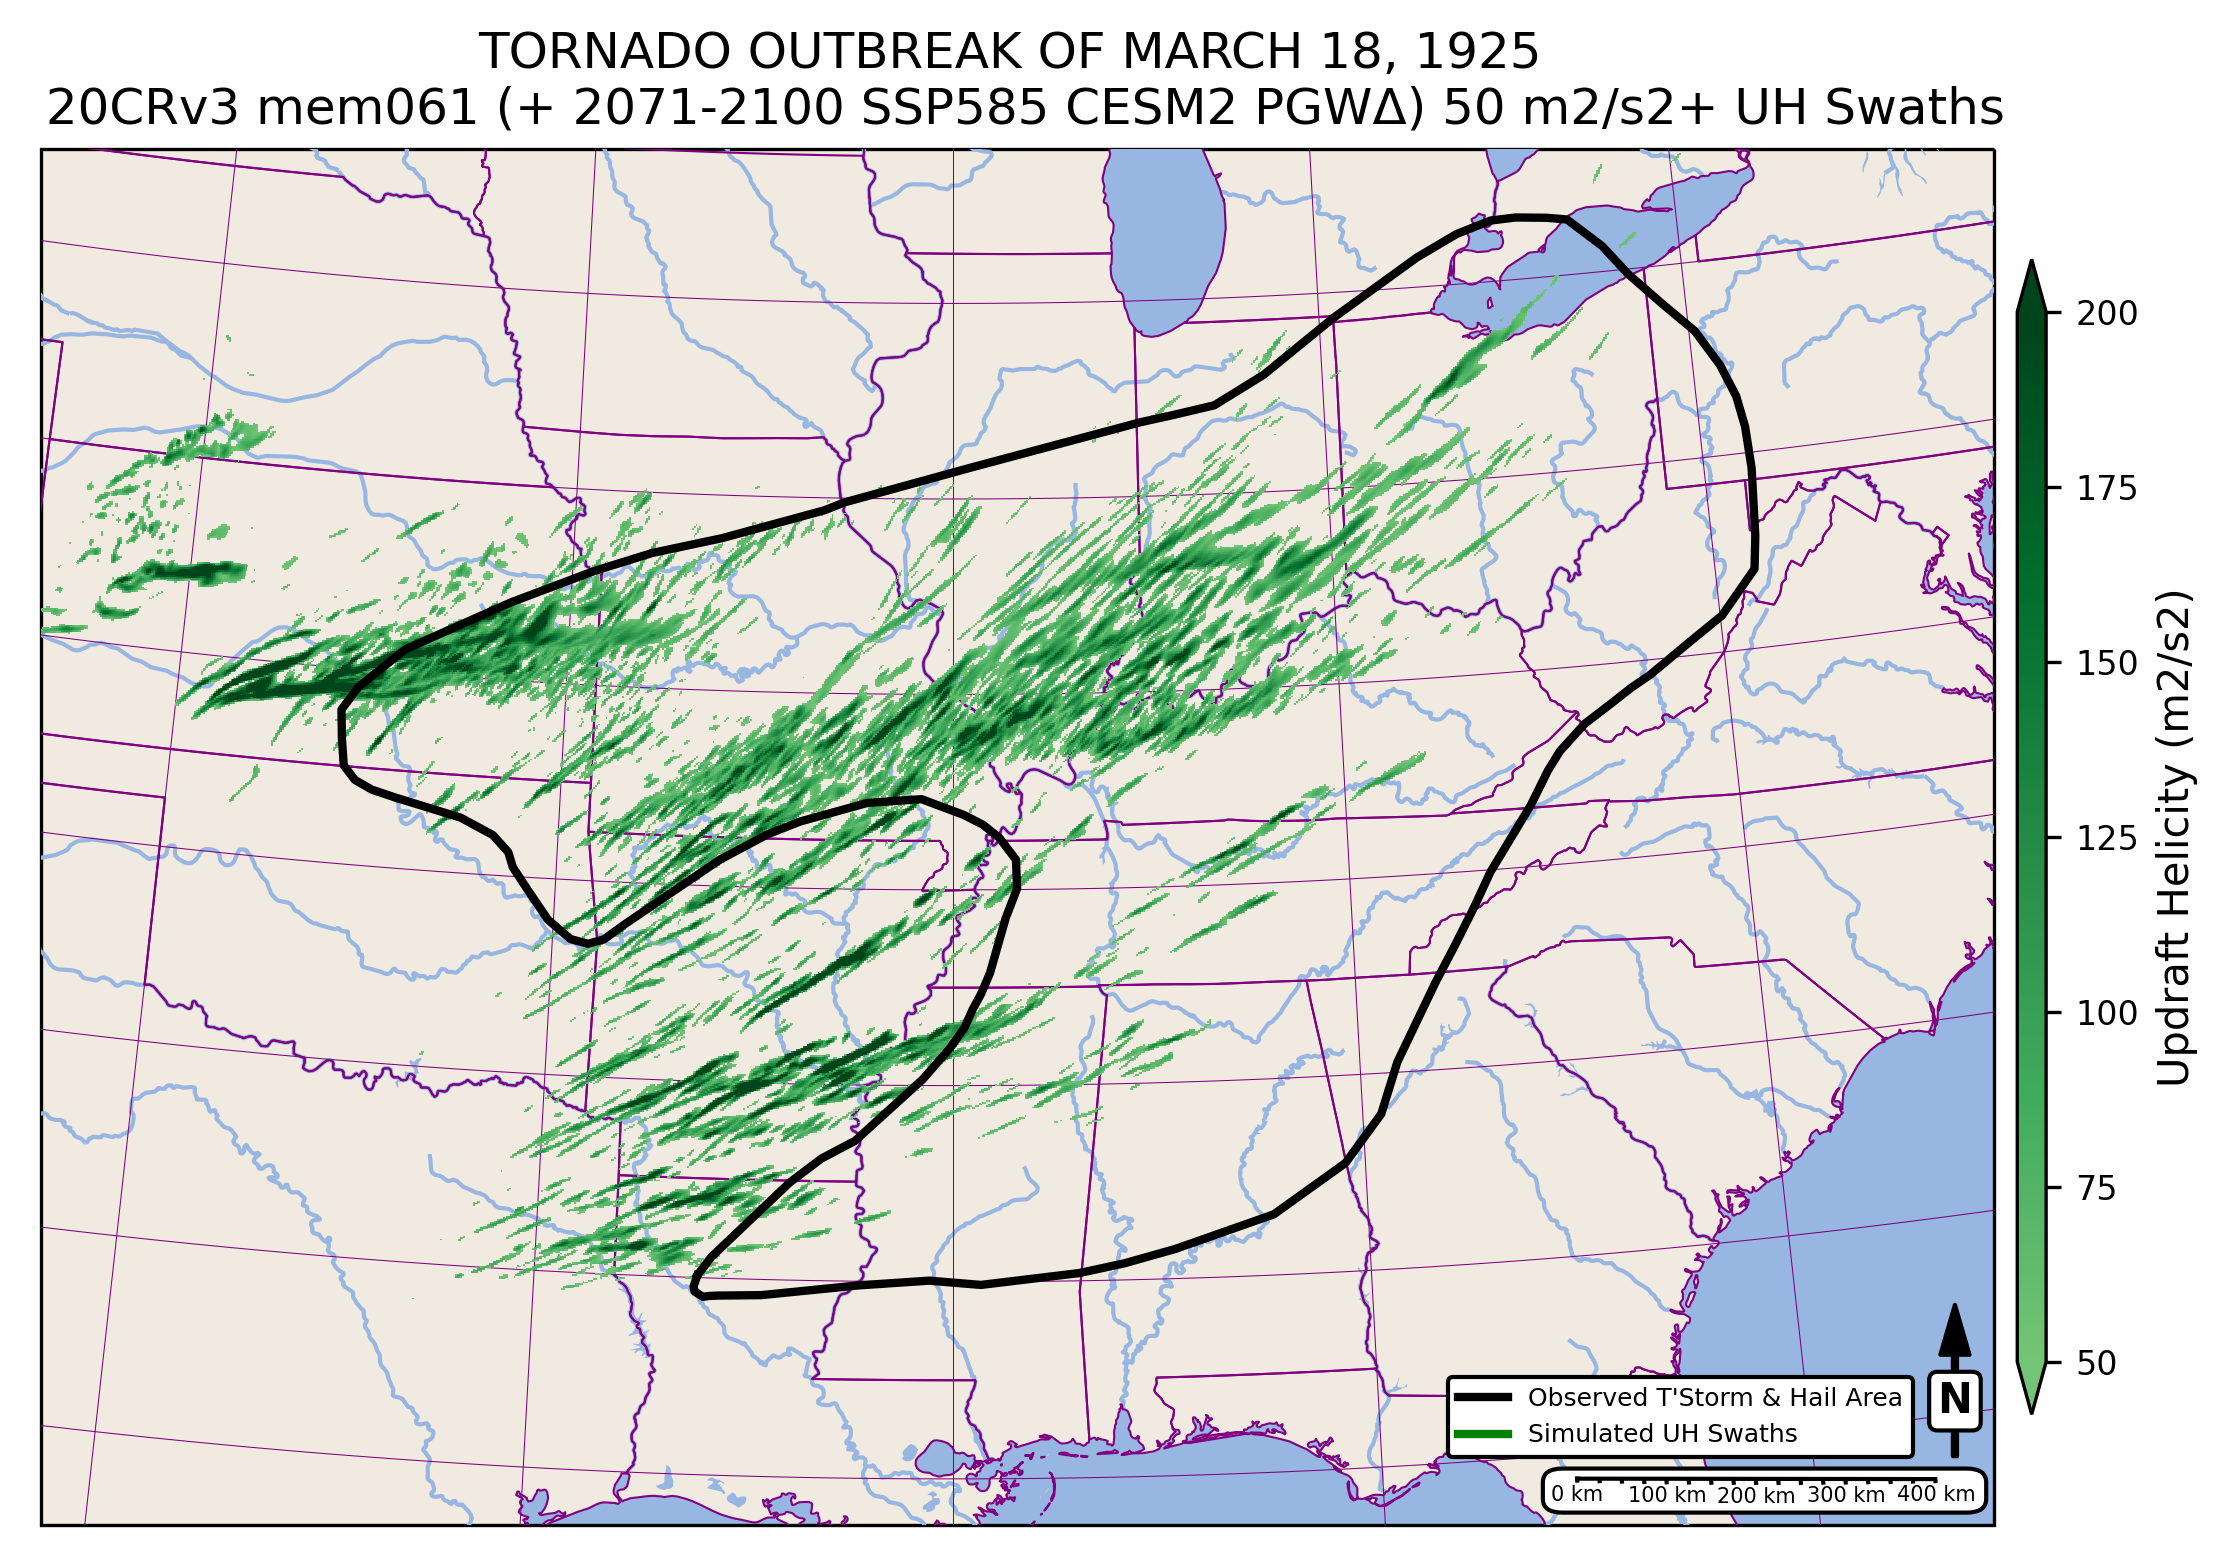 TORNADO OUTBREAK OF MARCH 18, 1925
20CRv3 mem061 (+ 2071-2100 SSP585 CESM2 PGWΔ) 50 m2/s2+ UH Swaths
200
175
150
125
100
75
50
Updraft Helicity (m2/s2)
Observed T'Storm & Hail Area
Simulated UH Swaths
N
0 km 100 km 200 km 300 km 400 km